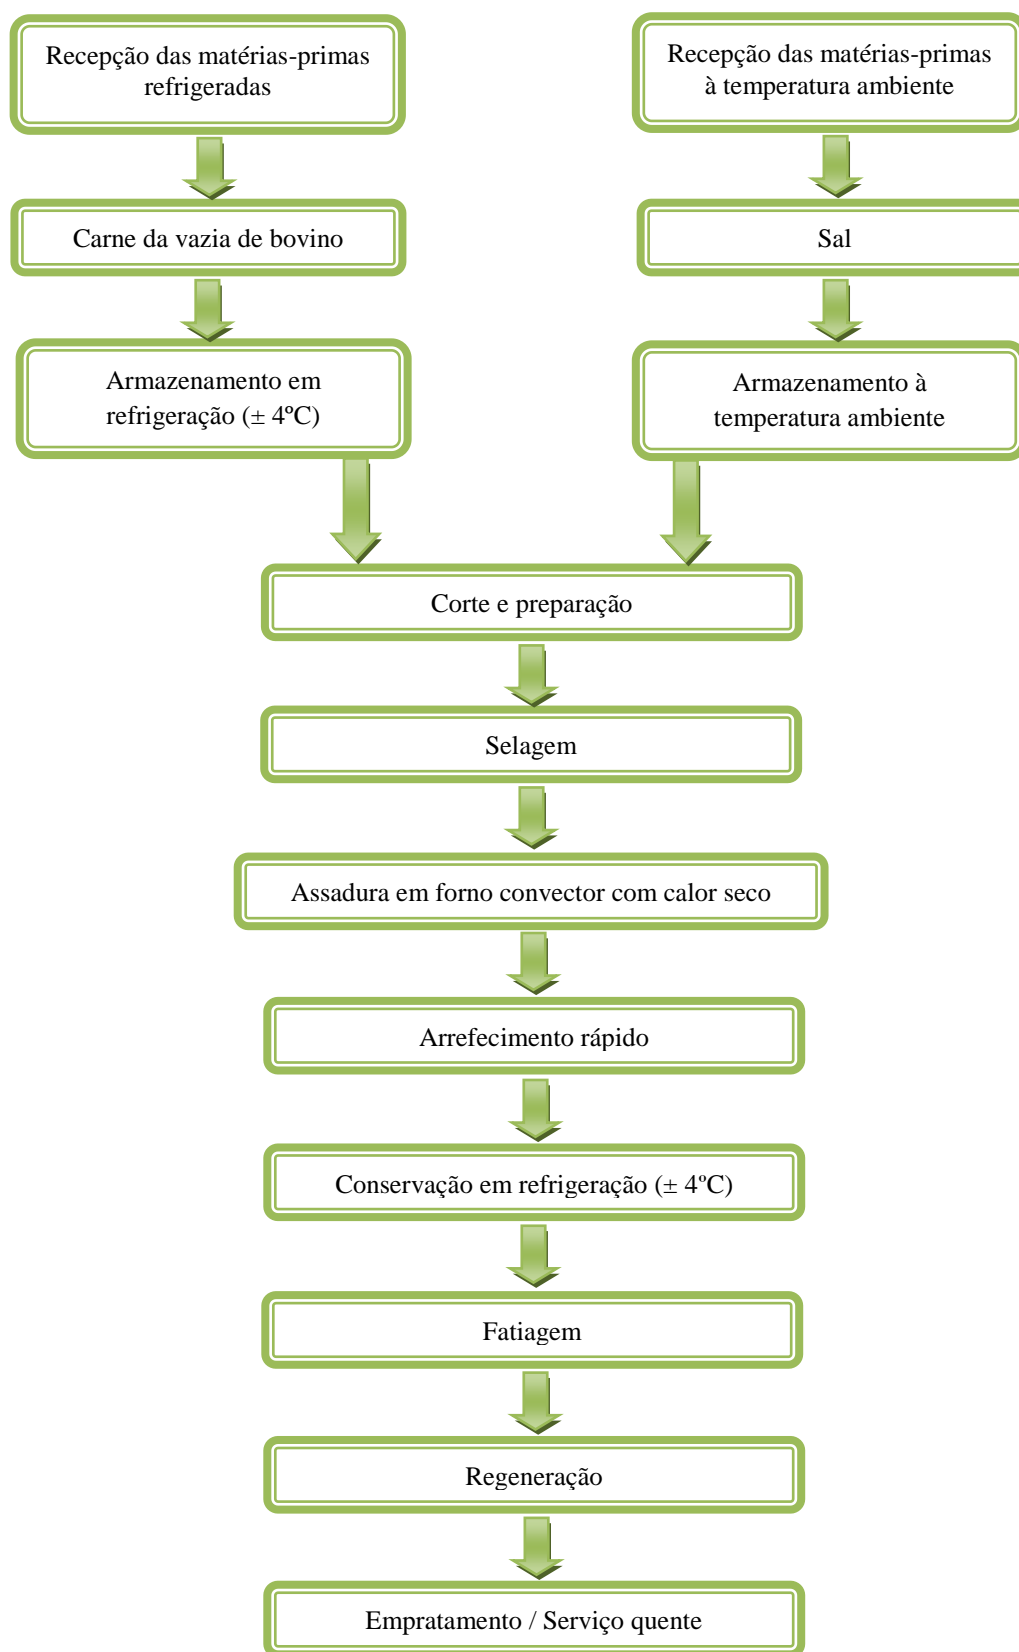 Recepção das matérias-primas
refrigeradas
Recepção das matérias-primas
à temperatura ambiente
Carne da vazia de bovino
Sal
Armazenamento em
refrigeração (± 4ºC)
Armazenamento à
temperatura ambiente
Corte e preparação
Selagem
Assadura em forno convector com calor seco
Arrefecimento rápido
Conservação em refrigeração (± 4ºC)
Fatiagem
Regeneração
Empratamento / Serviço quente